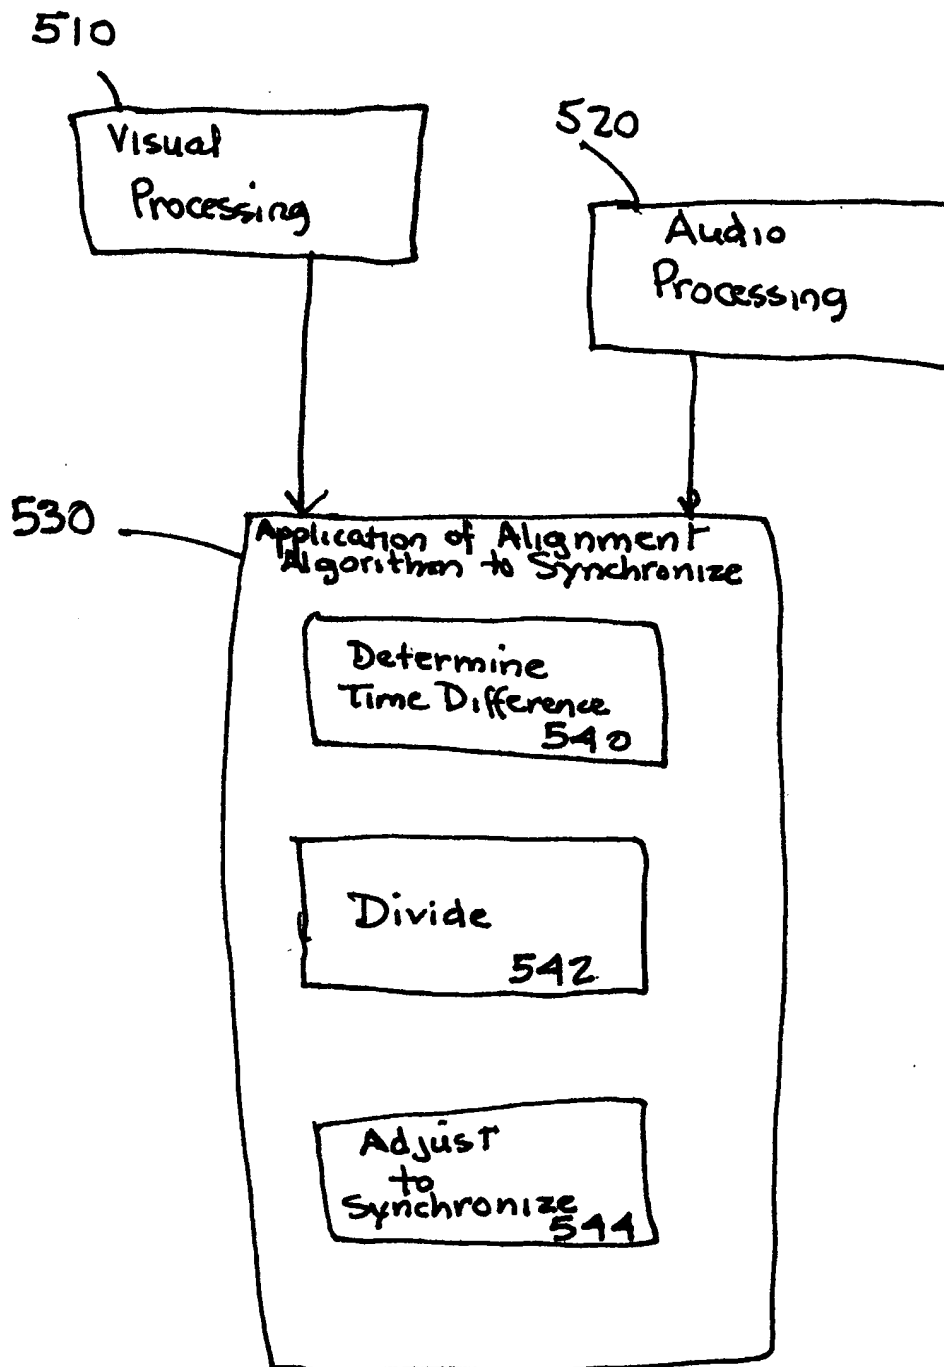 510
Visual
Processing
520
Audio
Processing
530
Application of Alignment
Algorithm to Synchronize
Determine
Time Difference
540
Divide
542
Adjust
to
Synchronize
544